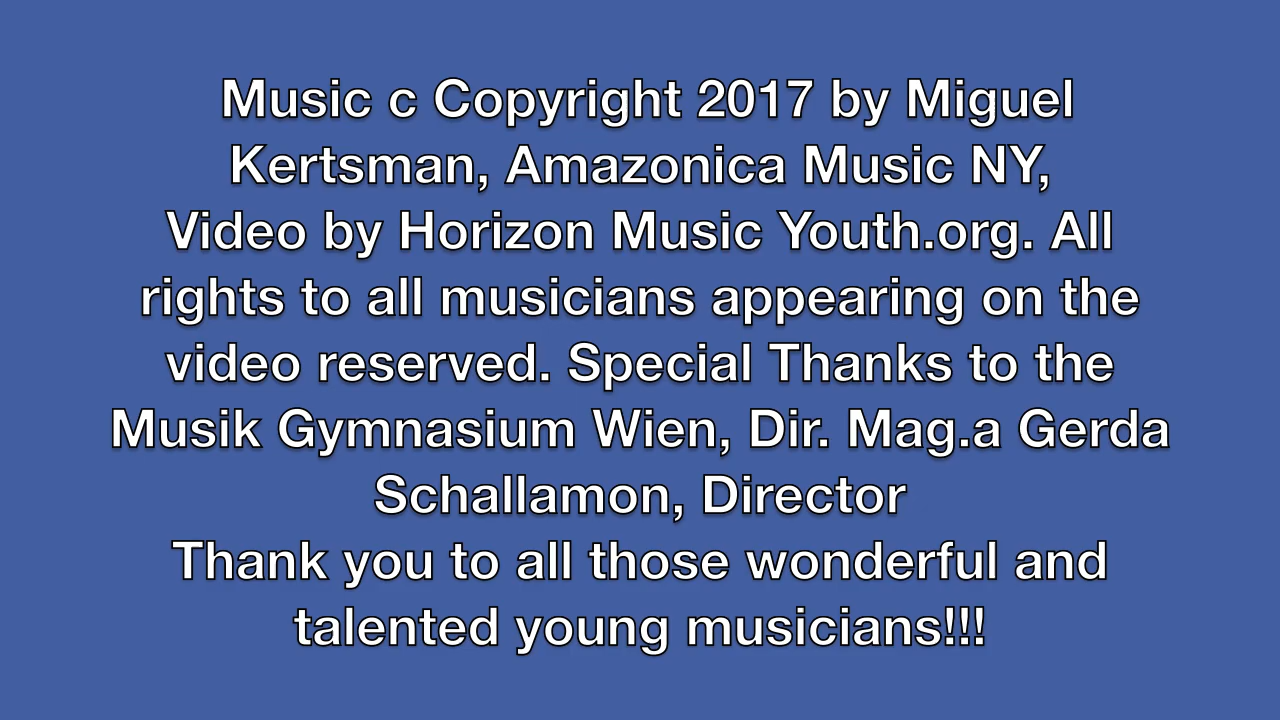 Music c Copyright 2017 by Miguel
Kertsman, Amazonica Music NY,
Video by Horizon Music Youth.org. All
rights to all musicians appearing on the
video reserved. Special Thanks to the
Musik Gymnasium Wien, Dir. Mag.a Gerda
Schallamon, Director
Thank you to all those wonderful and
talented young musicians!!!